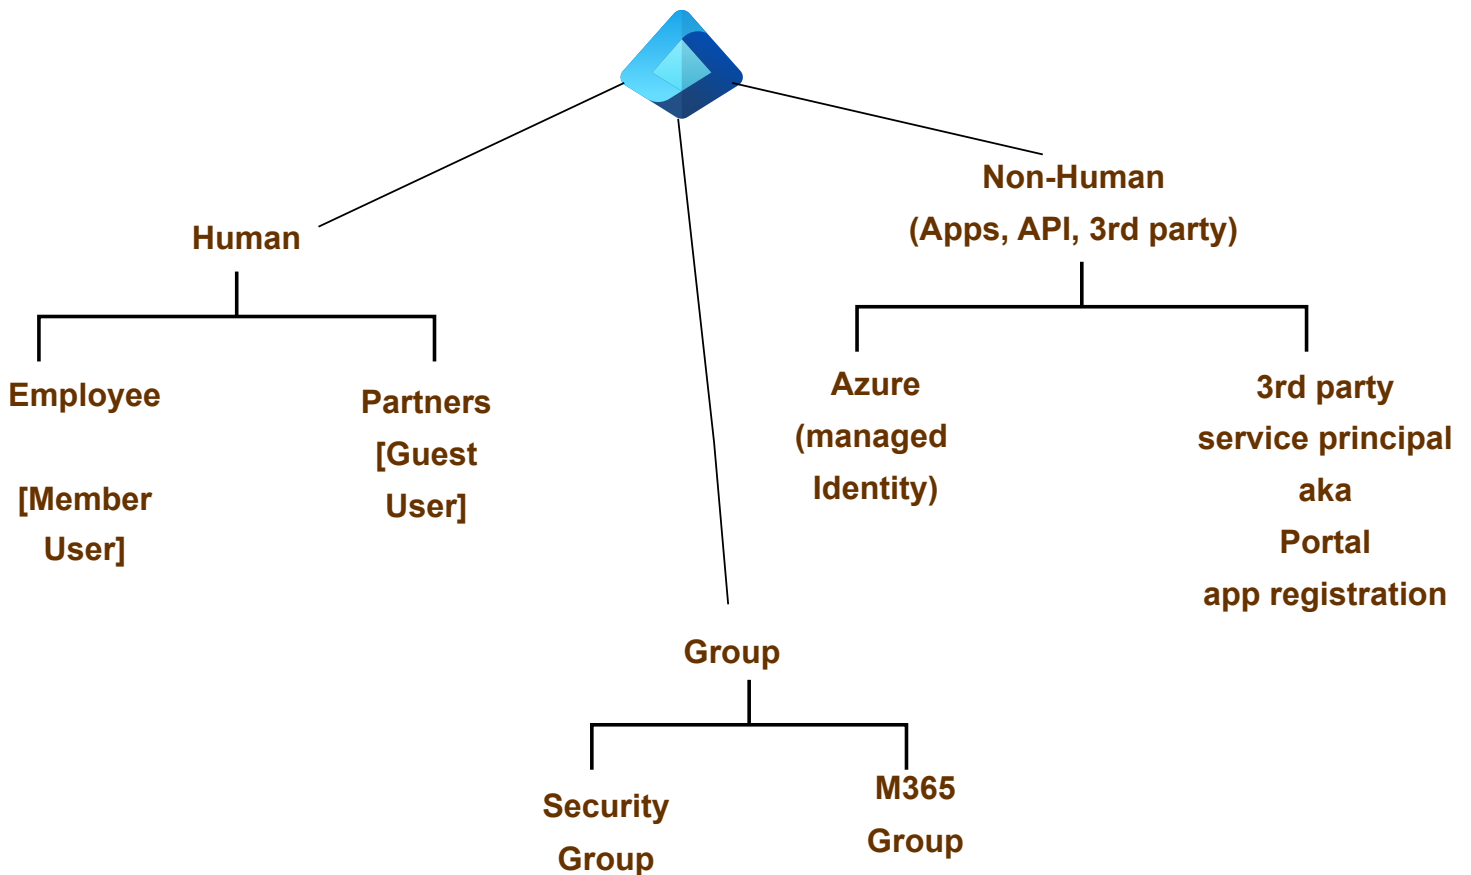 Non-Human
(Apps, API, 3rd party)
Human
Employee
[Member
User]
Partners
[Guest
User]
Azure
(managed
Identity)
3rd party
service principal
aka
Portal
app registration
Group
Security
Group
M365
Group